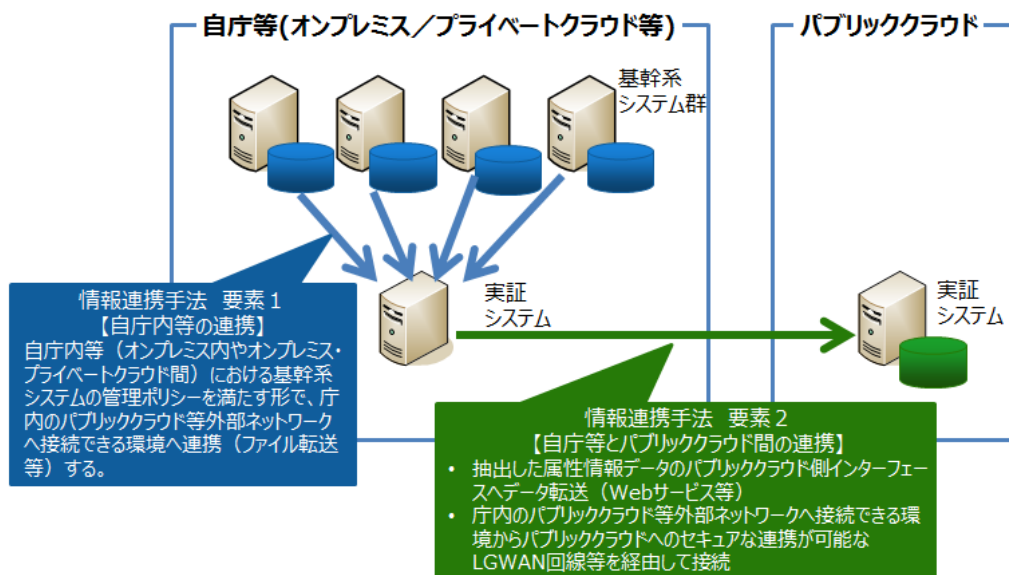 自庁等(オンプレミス／プライベートクラウド等)
パブリッククラウド
基幹系
システム群
実証
システム
実証
システム
情報連携手法　要素１
【自庁内等の連携】
自庁内等（オンプレミス内やオンプレミス・
プライベートクラウド間）における基幹系
システムの管理ポリシーを満たす形で、庁
内のパブリッククラウド等外部ネットワーク
へ接続できる環境へ連携（ファイル転送
等）する。
情報連携手法　要素２
【自庁等とパブリッククラウド間の連携】
• 抽出した属性情報データのパブリッククラウド側インターフェー
スへデータ転送（Webサービス等）
• 庁内のパブリッククラウド等外部ネットワークへ接続できる環
境からパブリッククラウドへのセキュアな連携が可能な
LGWAN回線等を経由して接続